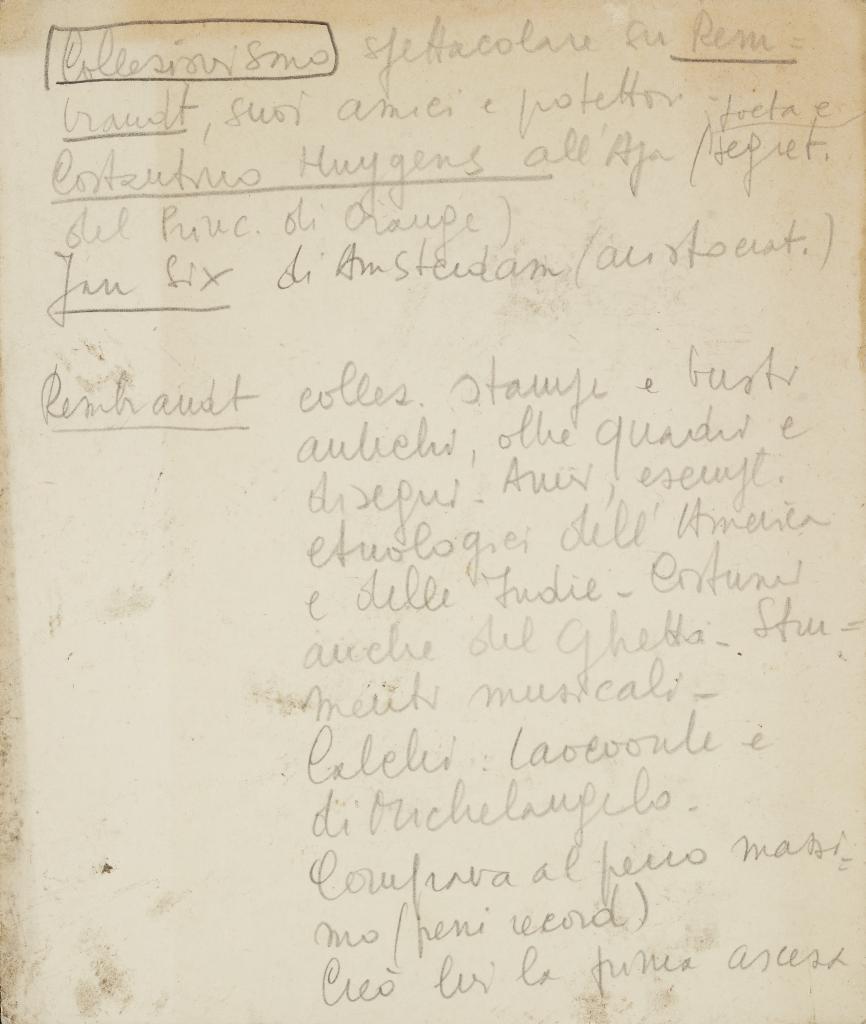 Collezionismo spettacolare su Rem=
brandt, suoi amici e potettori: poeta e
Costantino Huygens all'Aja (segret.
del Princ. di Orange)
Jan Six di Amsterdam (aristocrat.)
Rembrandt collez. stampe e busti
antichi, oltre quadri e
disegni - Armi, esempl.
etnologici dell'America
e delle Indie - Costumi
anche del Ghetto - Stru=
menti musicali -
Calchi: Laocoonte e
di Michelangelo -
Comprava al prezzo massi=
mo (prezzi record)
Creò lui la prima ascesa